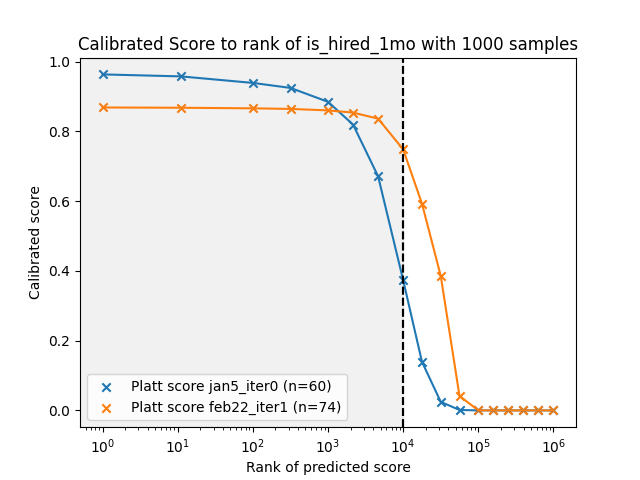 Calibrated Score to rank of is_hired_1mo with 1000 samples
1.0
0.8
0.6
0.4
0.2
0.0
Calibrated score
Platt score jan5_iter0 (n=60)
Platt score feb22_iter1 (n=74)
10⁰ 10¹ 10² 10³ 10⁴ 10⁵ 10⁶
Rank of predicted score